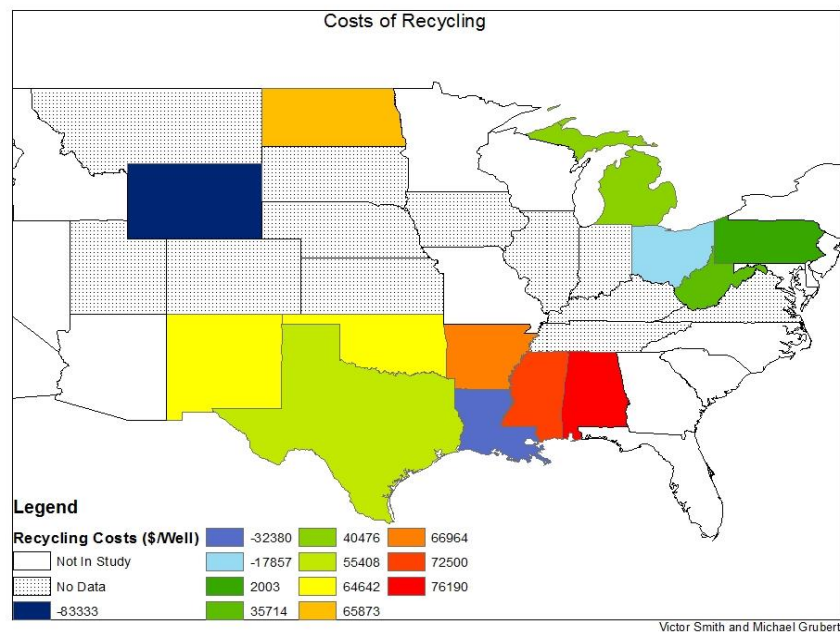 Costs of Recycling
Legend
Recycling Costs ($/Well)
Not In Study
No Data
-83333
-32380
-17857
2003
35714
40476
55408
64642
65873
66964
72500
76190
Victor Smith and Michael Grubert